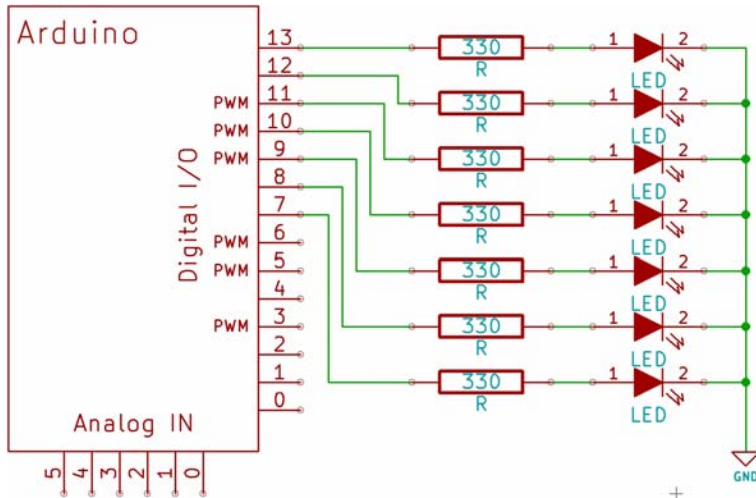 Arduino
Digital I/O
Analog IN
13
12
PWM 11
PWM 10
PWM 9
8
7
PWM 6
PWM 5
4
PWM 3
2
1
0
5 4 3 2 1 0
330
R
1 2
LED
330
R
1 2
LED
330
R
1 2
LED
330
R
1 2
LED
330
R
1 2
LED
330
R
1 2
LED
330
R
1 2
LED
GND